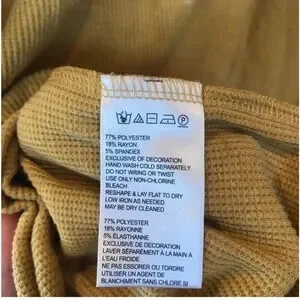 77% POLYESTER
18% RAYON
5% SPANDEX
EXCLUSIVE OF DECORATION
HAND WASH COLD SEPARATELY
DO NOT WRING OR TWIST
USE ONLY NON-CHLORINE
BLEACH
RESHAPE & LAY FLAT TO DRY
LOW IRON AS NEEDED
MAY BE DRY CLEANED
77% POLYESTER
18% RAYONNE
5% ÉLASTHANNE
EXCLUSIVE DE DECORATION
LAVER SÉPARÉMENT À LA MAIN À
L'EAU FROIDE
NE PAS ESSORER OU TORDRE
UTILISER UN AGENT DE
BLANCHIMENT SANS CHLORE SI